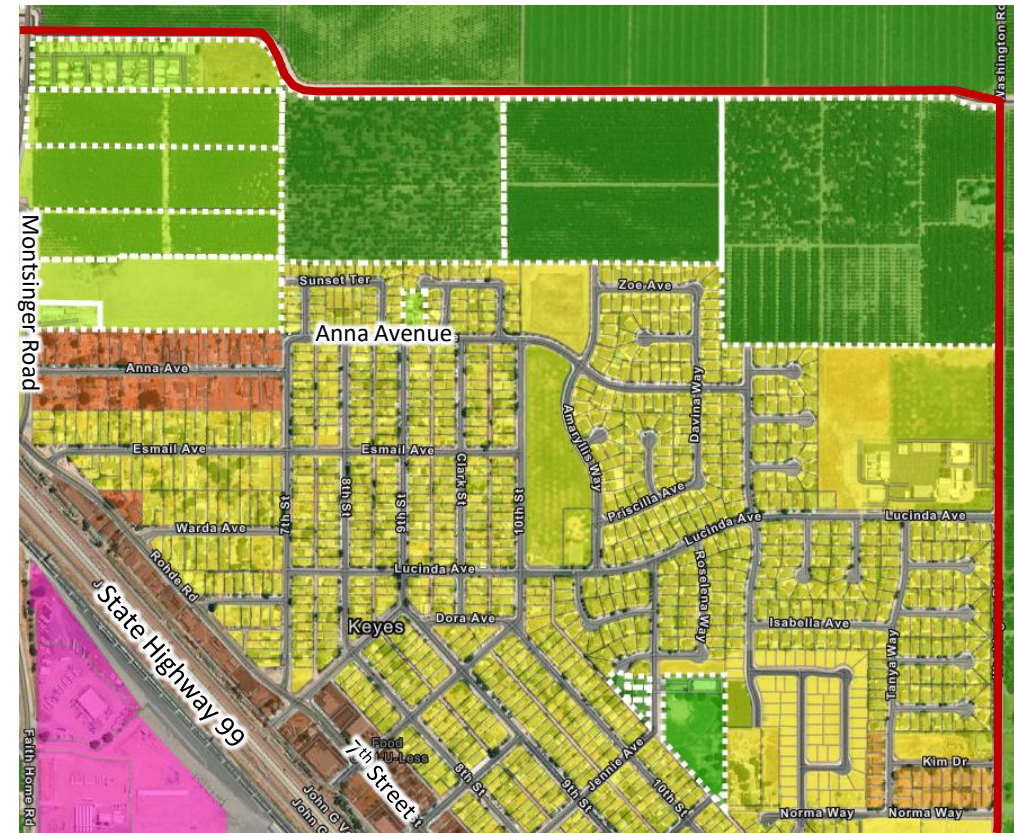 Washington Rd
Montsinger Road
Sunset Ter
Zoe Ave
Anna Avenue
Anna Ave
Davina Way
Amaryllis Way
Esmail Ave
Esmail Ave
Clark St
8th St
9th St
10th St
7th St
Priscilla Ave
Warda Ave
Lucinda Ave
Lucinda Ave
Lucinda Ave
Rohde Rd
Roselena Way
Keyes
Dora Ave
Isabella Ave
Tanya Way
State Highway 99
Faith Home Rd
Food
4-U-Less
7th Street
8th St
9th St
Jennie Ave
10th St
Kim Dr
Norma Way
Norma Way
John G